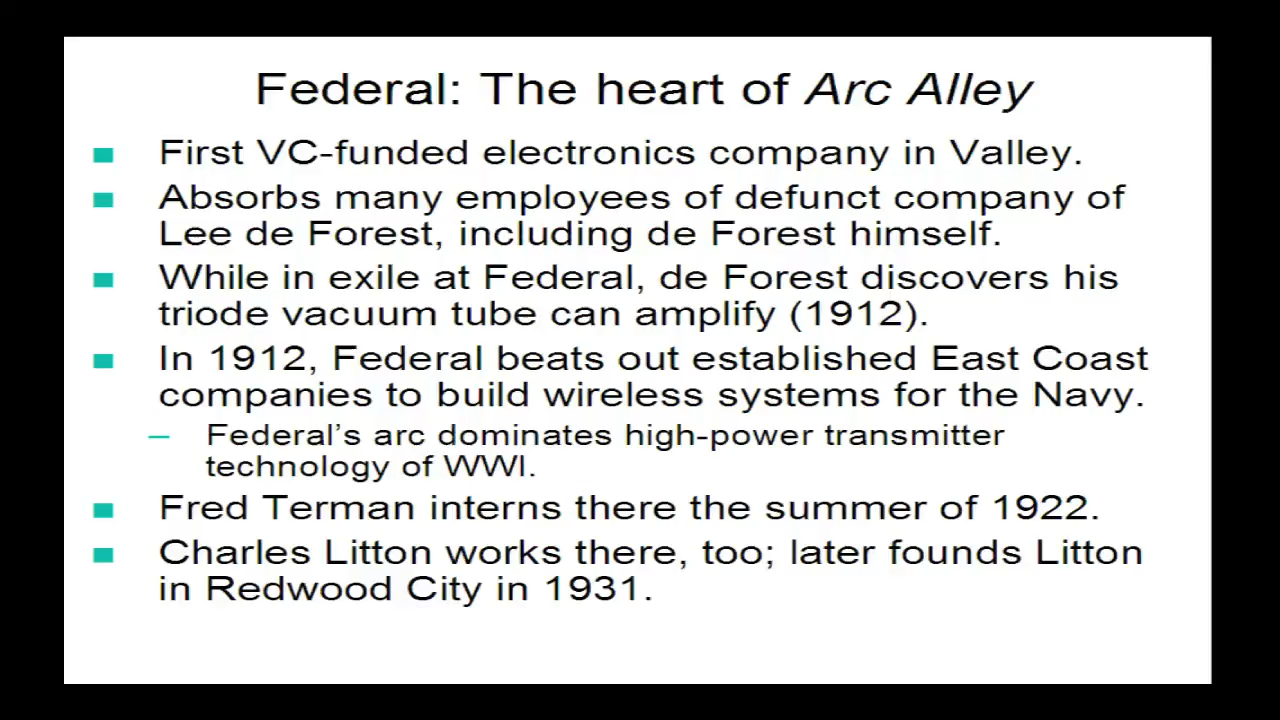 Federal: The heart of Arc Alley
First VC-funded electronics company in Valley.
Absorbs many employees of defunct company of
Lee de Forest, including de Forest himself.
While in exile at Federal, de Forest discovers his
triode vacuum tube can amplify (1912).
In 1912, Federal beats out established East Coast
companies to build wireless systems for the Navy.
– Federal’s arc dominates high-power transmitter
technology of WWI.
Fred Terman interns there the summer of 1922.
Charles Litton works there, too; later founds Litton
in Redwood City in 1931.